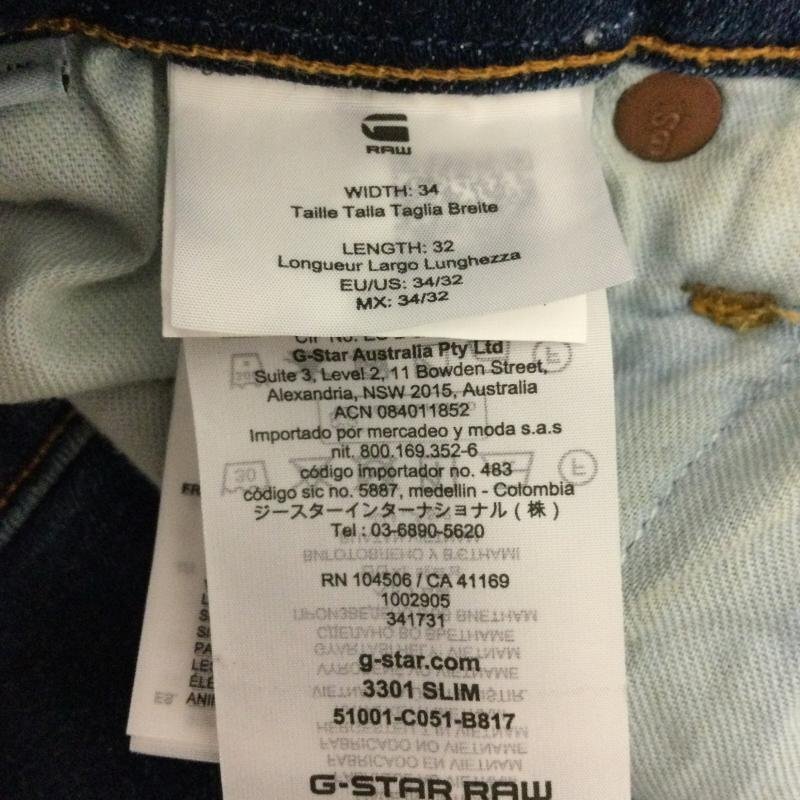 RAW
WIDTH: 34
Taille Talla Taglia Breite
LENGTH: 32
Longueur Largo Lunghezza
EU/US: 34/32
MX: 34/32
G-Star Australia Pty Ltd
Suite 3, Level 2, 11 Bowden Street,
Alexandria, NSW 2015, Australia
ACN 084011852
Importado por mercadeo y moda s.a.s
nit. 800.169.352-6
código importador no. 483
código sic no. 5887, medellin - Colombia
ジースターインターナショナル ( 株 )
Tel : 03-6890-5620
RN 104506 / CA 41169
1002905
341731
g-star.com
3301 SLIM
51001-C051-B817
G-STAR RAW